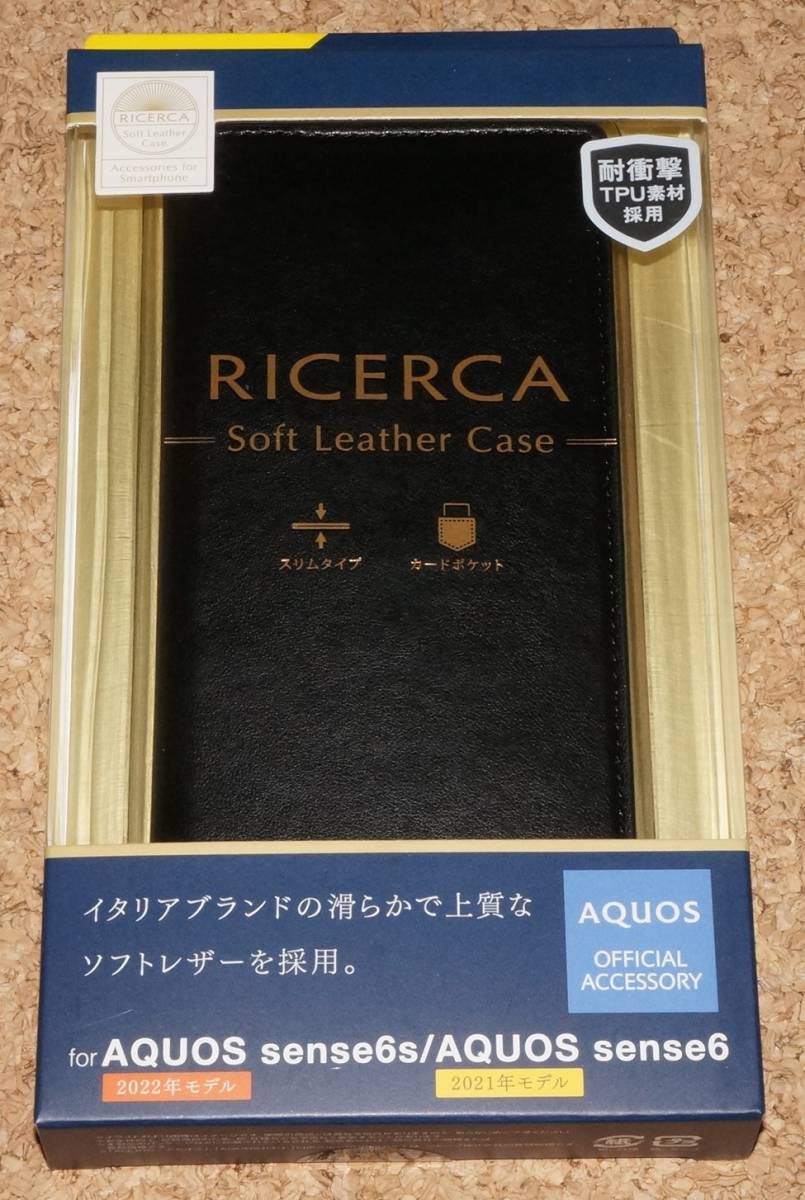 RICERCA
Soft Leather
Case
Accessories for
Smartphone
耐衝撃
TPU素材
採用
RICERCA
Soft Leather Case
スリムタイプ
カードポケット
イタリアブランドの滑らかで上質な
ソフトレザーを採用。
AQUOS
OFFICIAL
ACCESSORY
for AQUOS sense6s/AQUOS sense6
2022年モデル
2021年モデル
紙
プラ